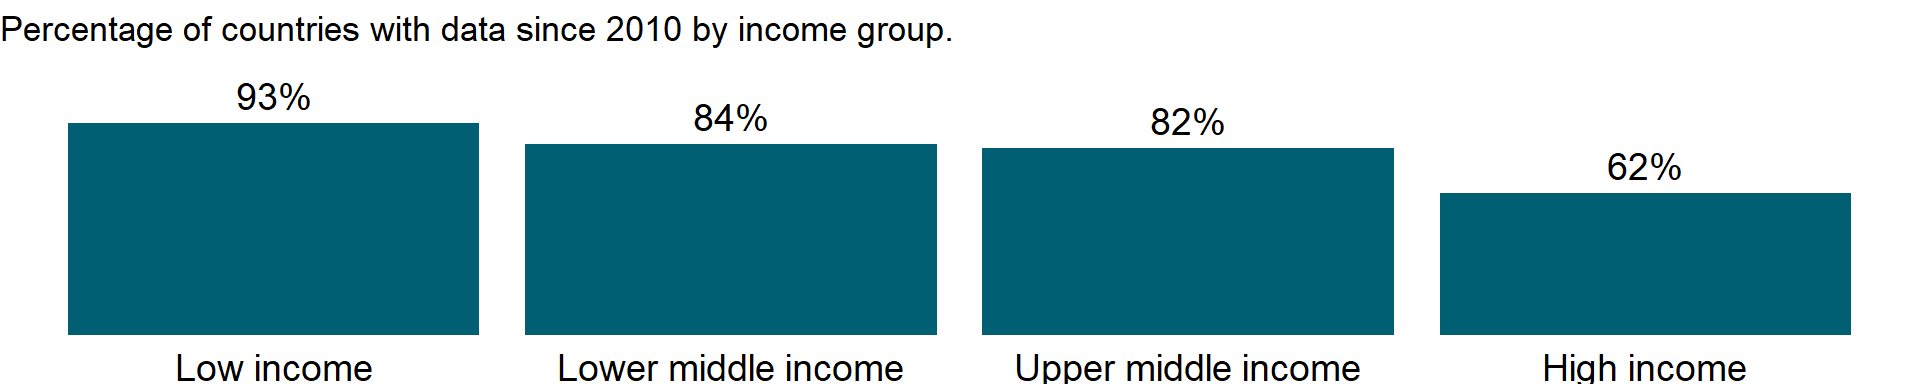 Percentage of countries with data since 2010 by income group.
93%
84%
82%
62%
Low income
Lower middle income
Upper middle income
High income